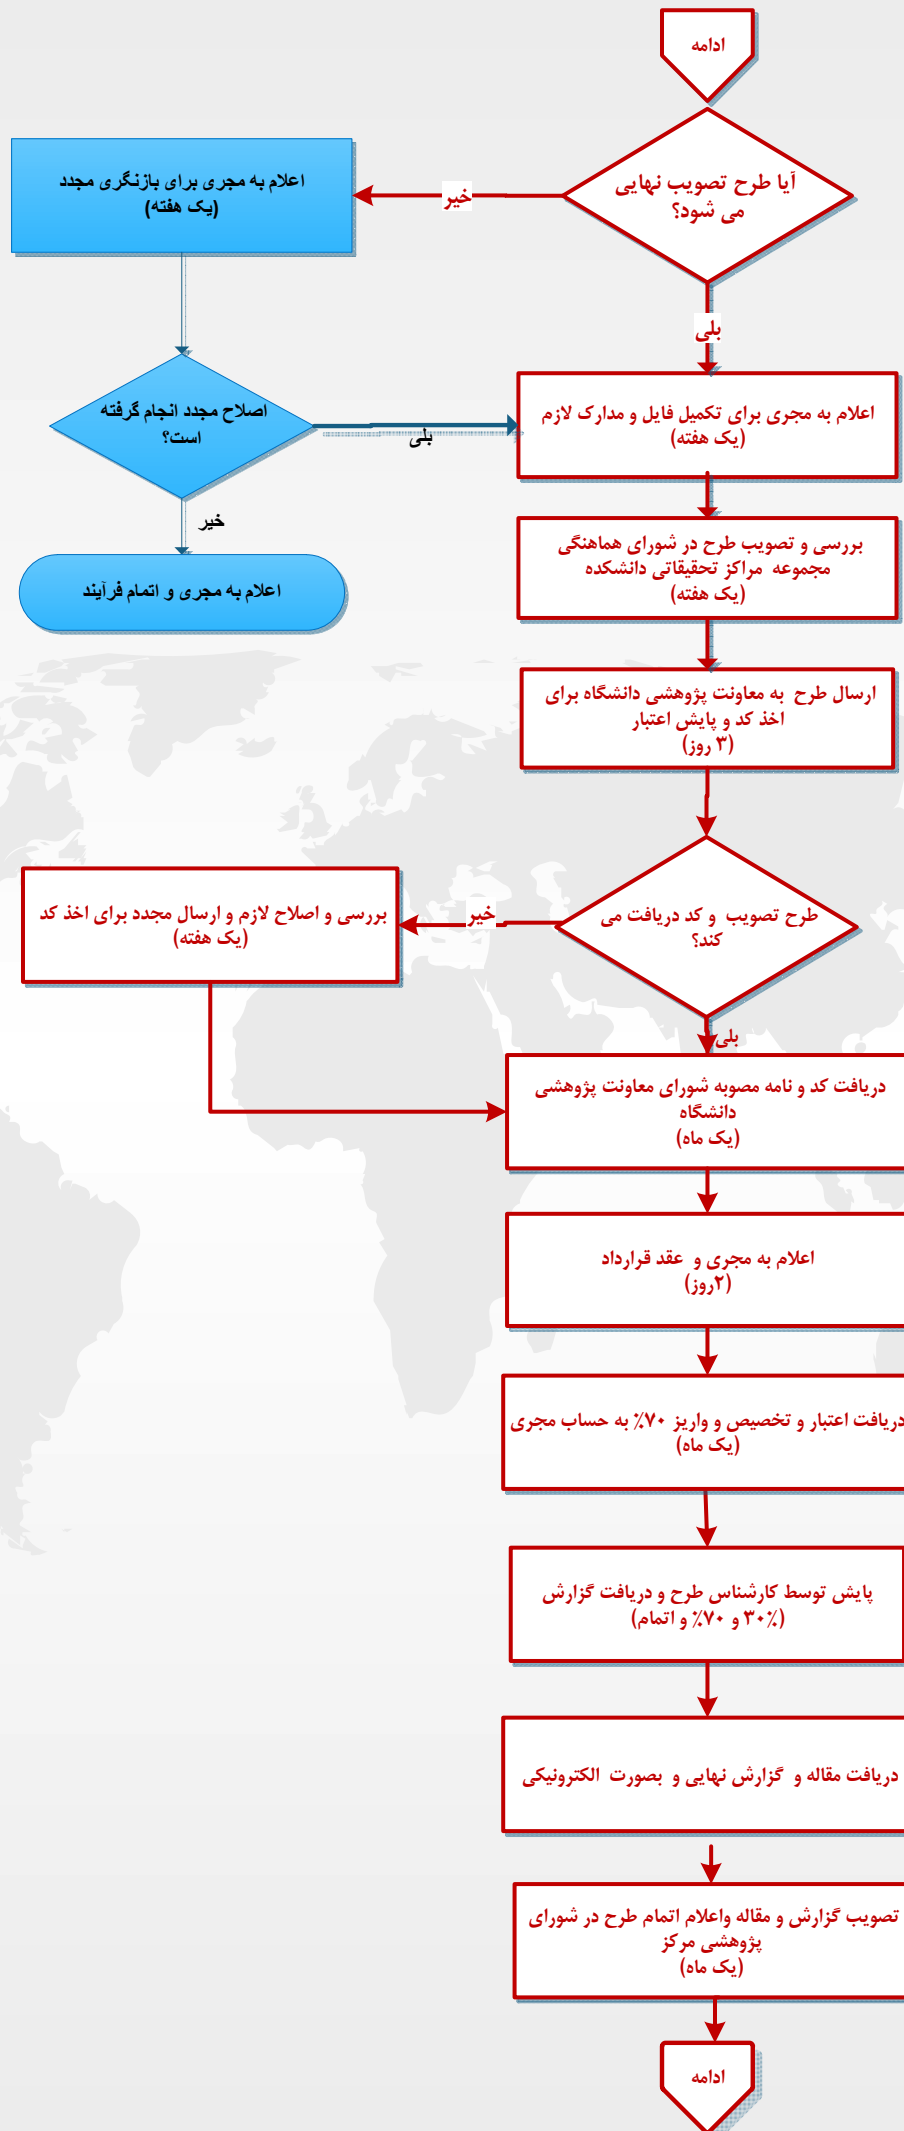 ادامه
آیا طرح تصویب نهایی
می شود؟
خیر
اعلام به مجری برای بازنگری مجدد
(یک هفته)
بلی
اصلاح مجدد انجام گرفته
است؟
بلی
اعلام به مجری برای تکمیل فایل و مدارک لازم
(یک هفته)
خیر
اعلام به مجری و اتمام فرآیند
بررسی و تصویب طرح در شورای هماهنگی
مجموعه مراکز تحقیقاتی دانشکده
(یک هفته)
ارسال طرح به معاونت پژوهشی دانشگاه برای
اخذ کد و پایش اعتبار
(۳ روز)
طرح تصویب و کد دریافت می
کند؟
خیر
بررسی و اصلاح لازم و ارسال مجدد برای اخذ کد
(یک هفته)
بلی
دریافت کد و نامه مصوبه شورای معاونت پژوهشی
دانشگاه
(یک ماه)
اعلام به مجری و عقد قرارداد
(۲روز)
دریافت اعتبار و تخصیص و واریز ۷۰٪ به حساب مجری
(یک ماه)
پایش توسط کارشناس طرح و دریافت گزارش
(۳۰٪ و ۷۰٪ و اتمام)
دریافت مقاله و گزارش نهایی و بصورت الکترونیکی
تصویب گزارش و مقاله واعلام اتمام طرح در شورای
پژوهشی مرکز
(یک ماه)
ادامه